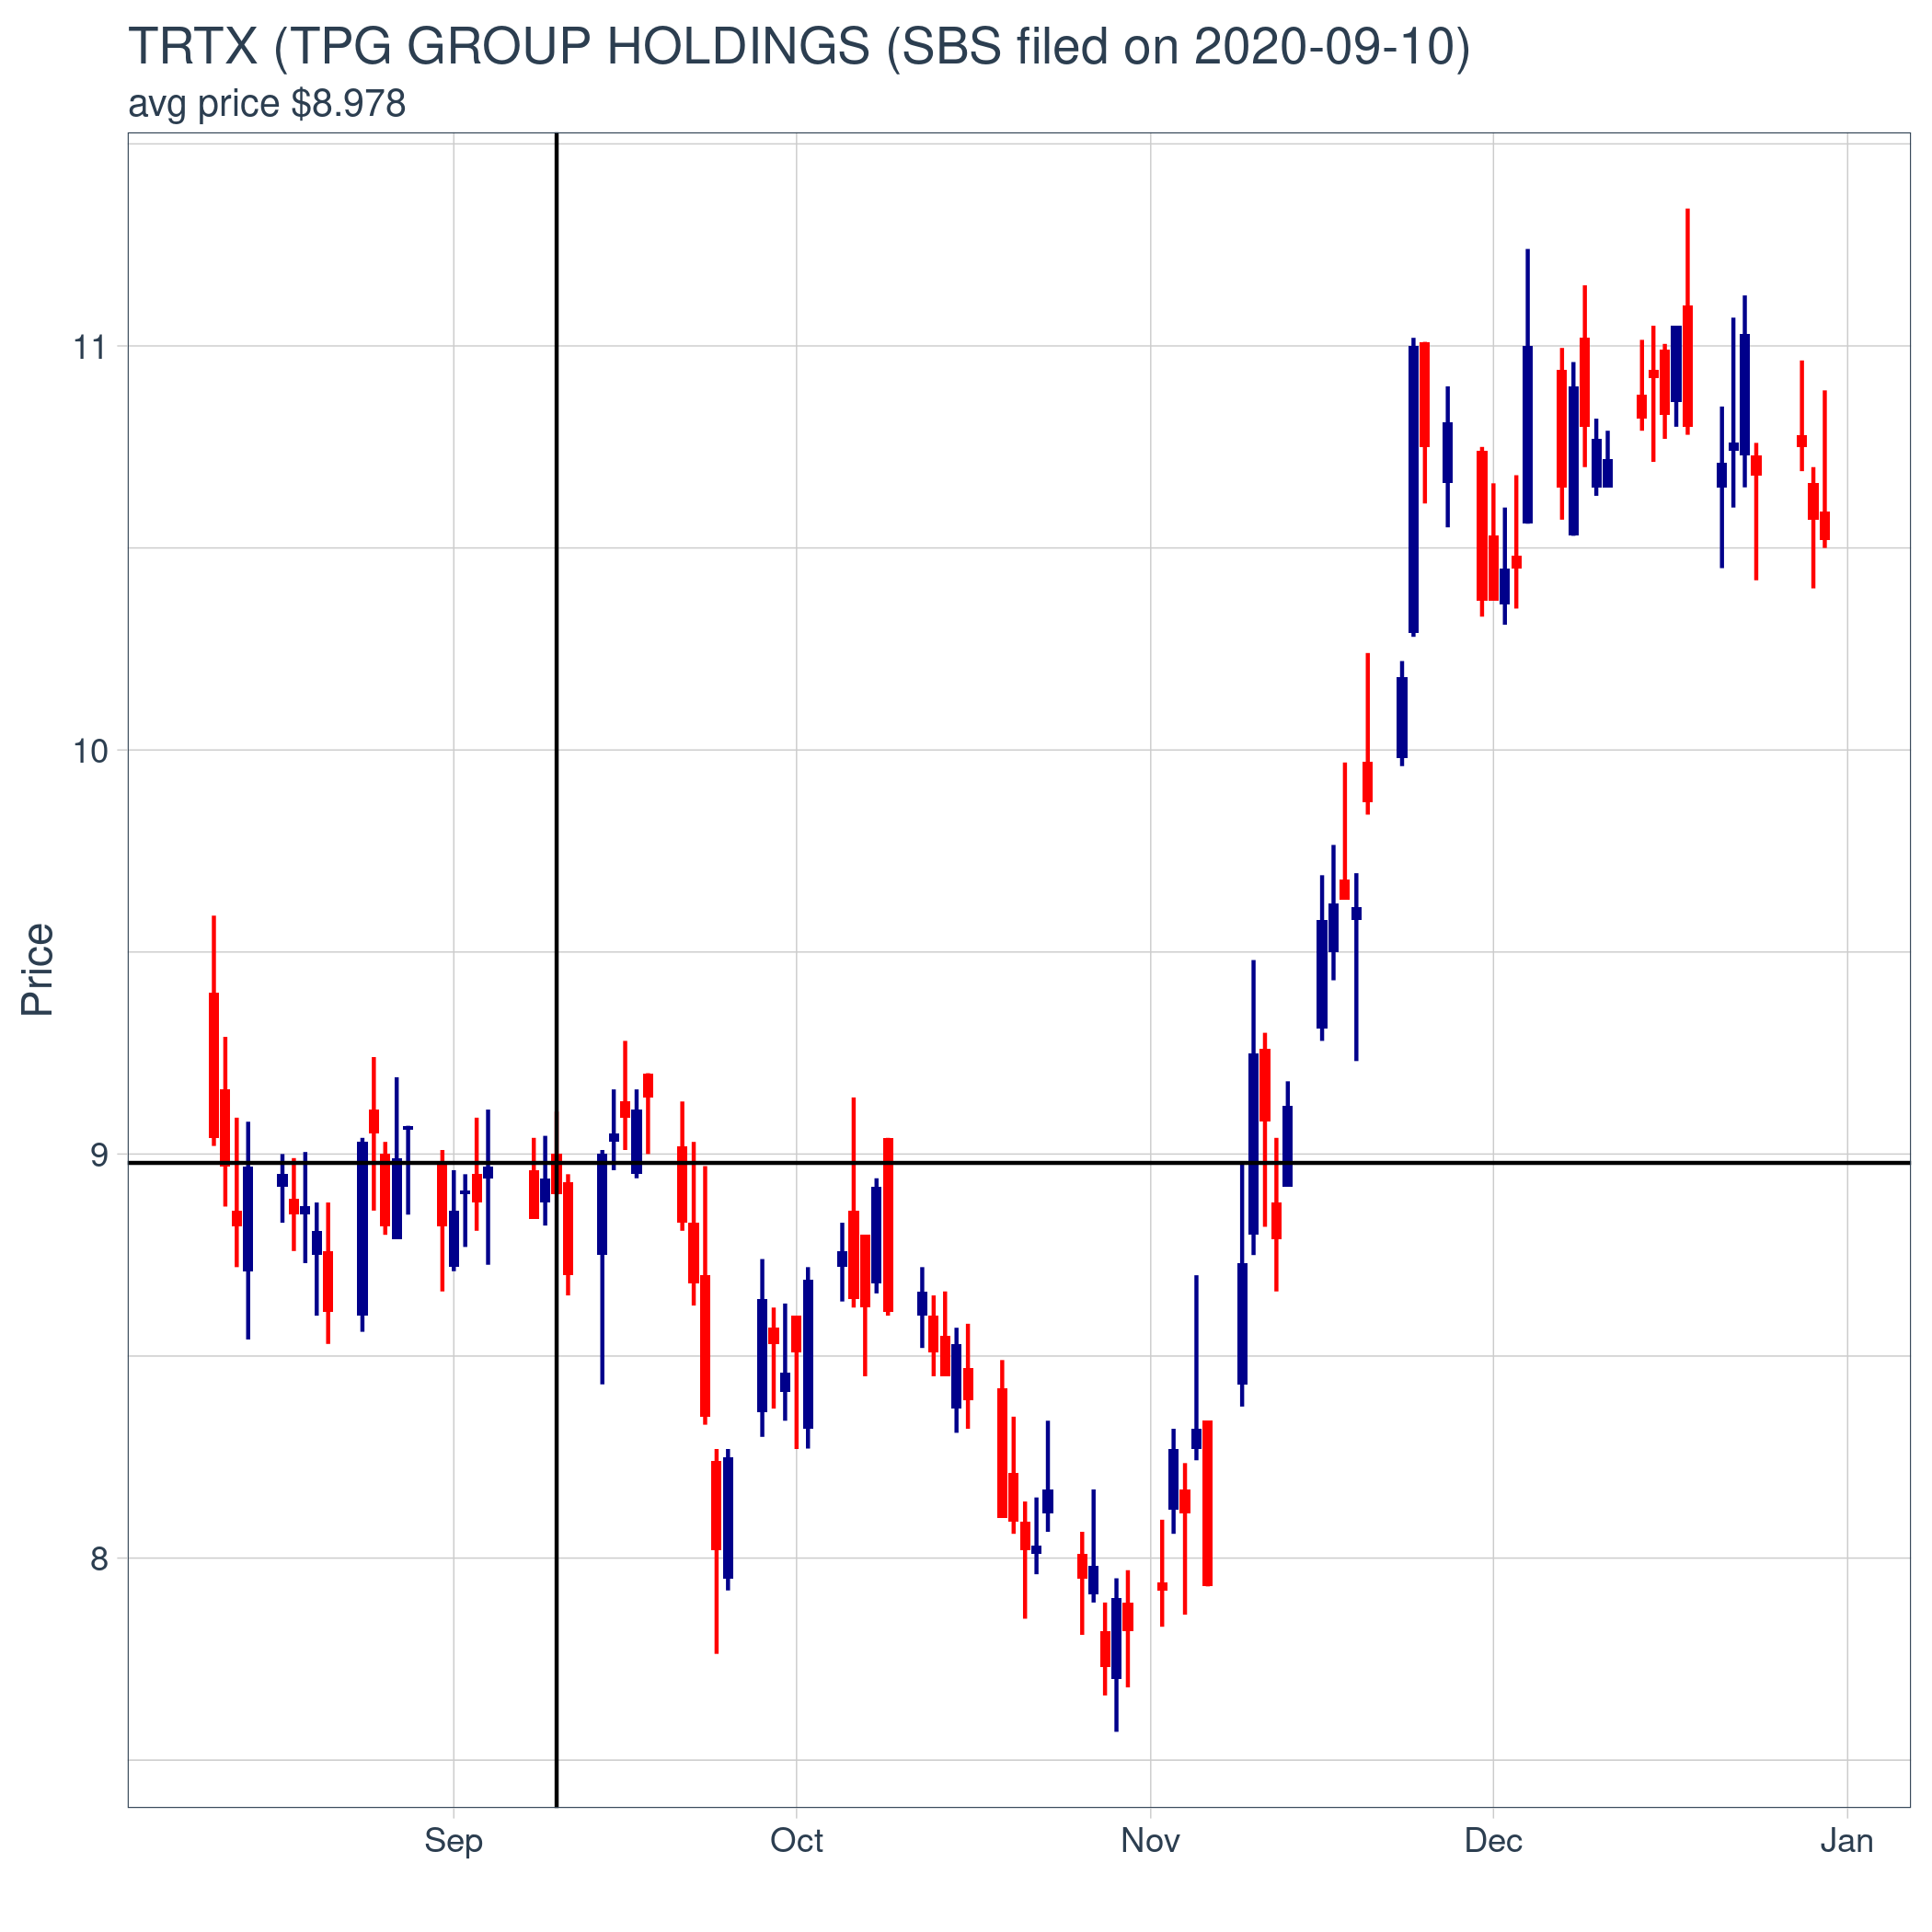 TRTX (TPG GROUP HOLDINGS (SBS filed on 2020-09-10)
avg price $8.978
11
10
9
8
Price
Sep
Oct
Nov
Dec
Jan